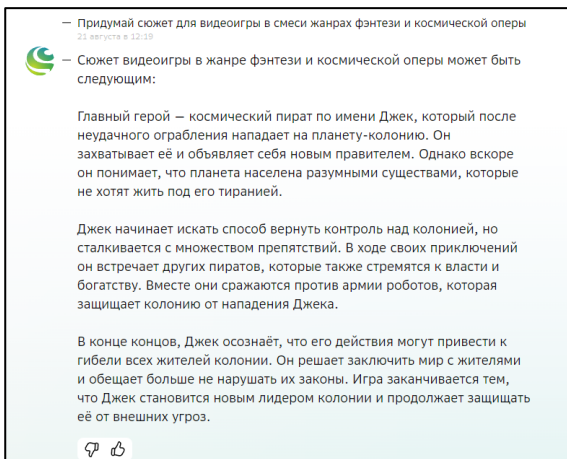 — Придумай сюжет для видеоигры в смеси жанрах фэнтези и космической оперы
21 августа в 12:19
— Сюжет видеоигры в жанре фэнтези и космической оперы может быть
следующим:
Главный герой — космический пират по имени Джек, который после
неудачного ограбления нападает на планету-колонию. Он
захватывает её и объявляет себя новым правителем. Однако вскоре
он понимает, что планета населена разумными существами, которые
не хотят жить под его тиранией.
Джек начинает искать способ вернуть контроль над колонией, но
сталкивается с множеством препятствий. В ходе своих приключений
он встречает других пиратов, которые также стремятся к власти и
богатству. Вместе они сражаются против армии роботов, которая
защищает колонию от нападения Джека.
В конце концов, Джек осознаёт, что его действия могут привести к
гибели всех жителей колонии. Он решает заключить мир с жителями
и обещает больше не нарушать их законы. Игра заканчивается тем,
что Джек становится новым лидером колонии и продолжает защищать
её от внешних угроз.